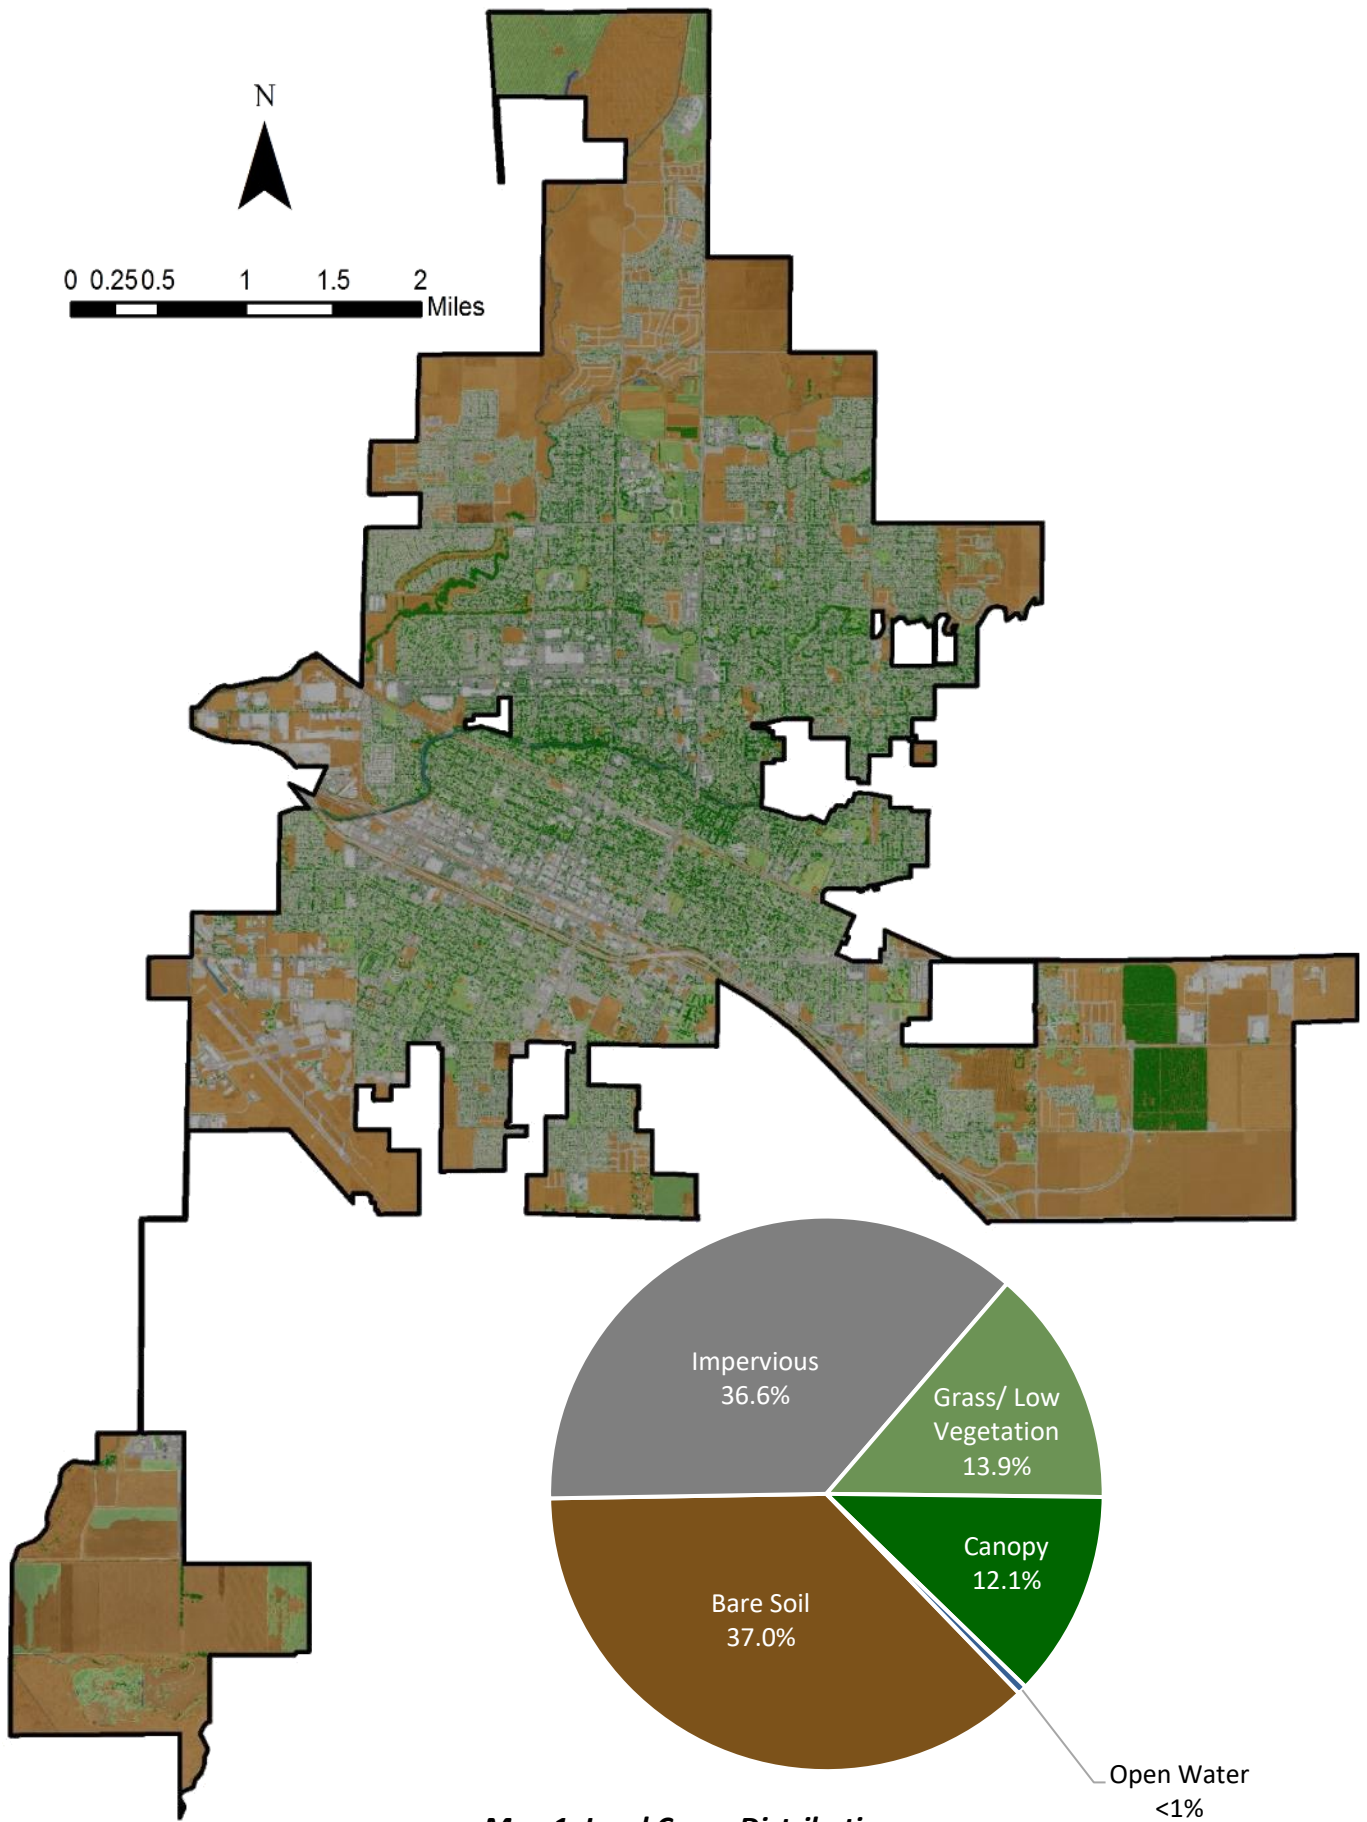 N
0 0.25 0.5 1 1.5 2
Miles
Impervious
36.6%
Grass/ Low
Vegetation
13.9%
Canopy
12.1%
Bare Soil
37.0%
Open Water
<1%